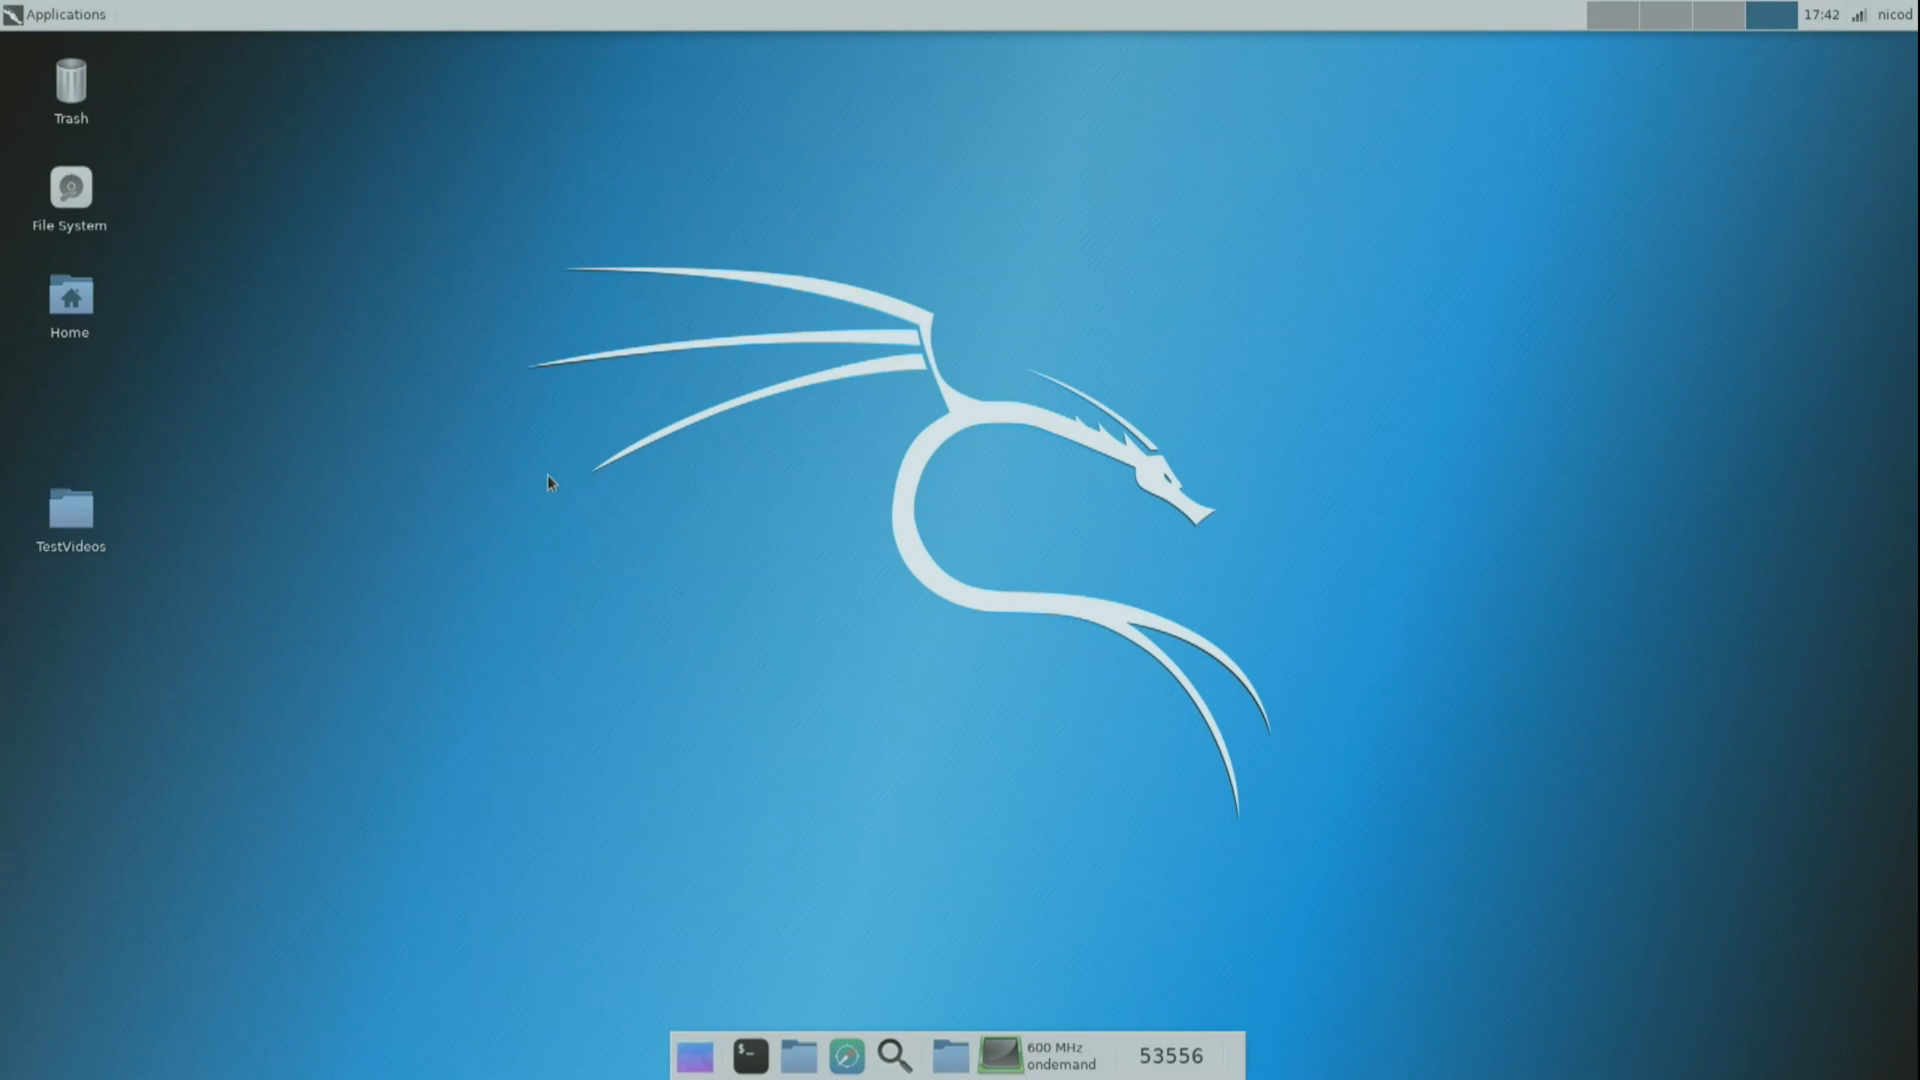 Applications
17:42
nicod
Trash
File System
Home
TestVideos
$_
600 MHz
ondemand
53556